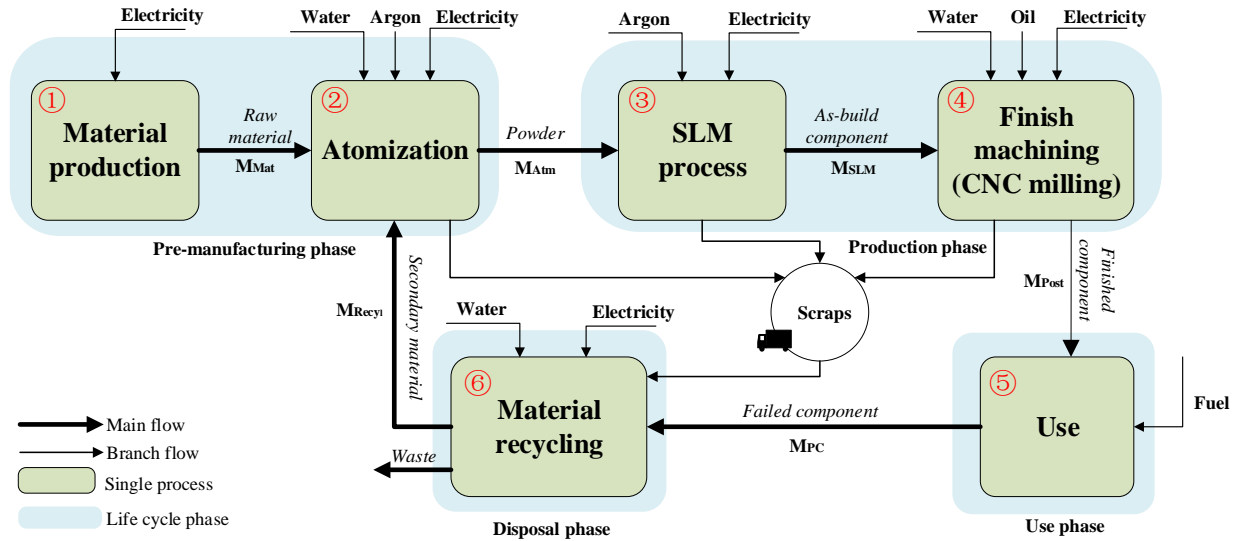 Electricity
Water
Argon
Electricity
Argon
Electricity
Water
Oil
Electricity
①
Material
production
Raw
material
MMat
②
Atomization
Powder
MAtm
③
SLM
process
As-build
component
MSLM
④
Finish
machining
(CNC milling)
Pre-manufacturing phase
Production phase
Secondary material
MRecyl
Scraps
Finished
component
MPost
Water
Electricity
⑥
Material
recycling
Failed component
MPC
⑤
Use
Fuel
Waste
Disposal phase
Use phase
Main flow
Branch flow
Single process
Life cycle phase